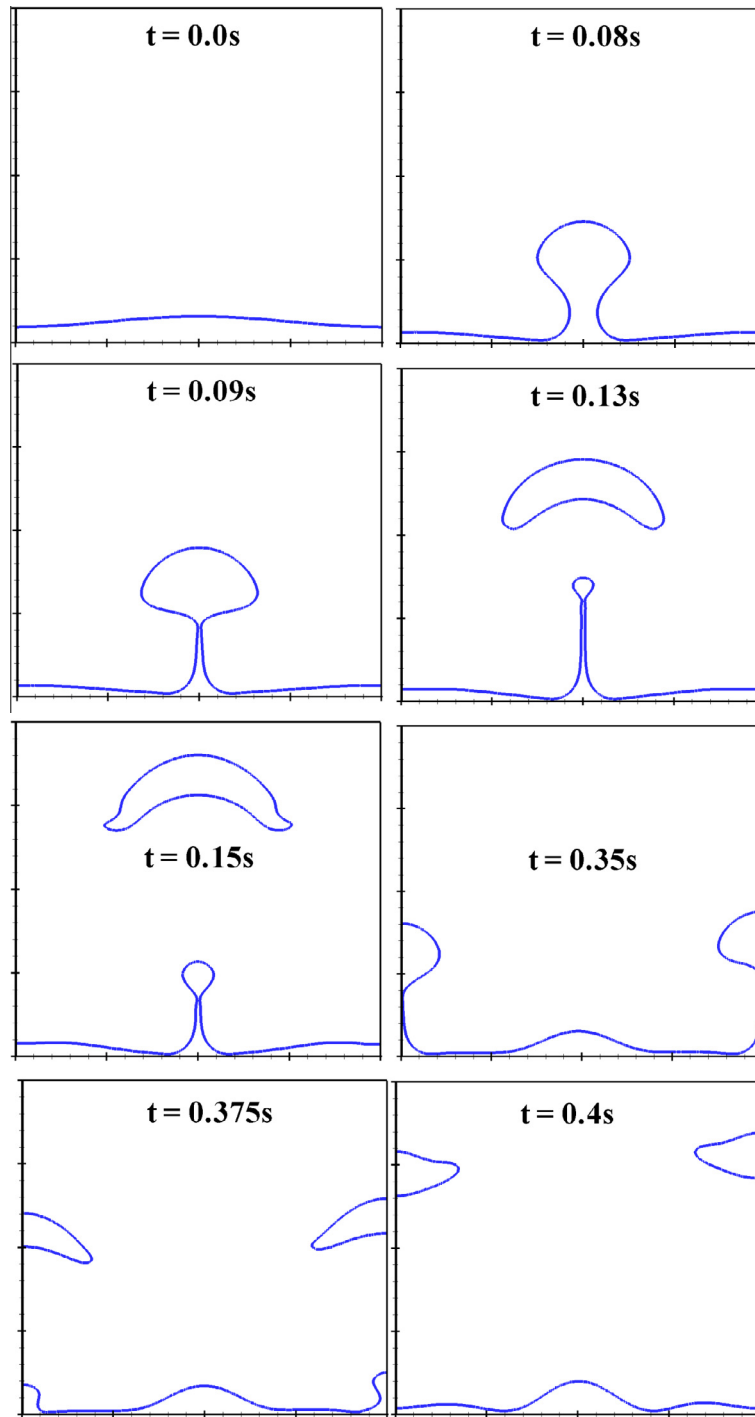 t = 0.0s
t = 0.08s
t = 0.09s
t = 0.13s
t = 0.15s
t = 0.35s
t = 0.375s
t = 0.4s